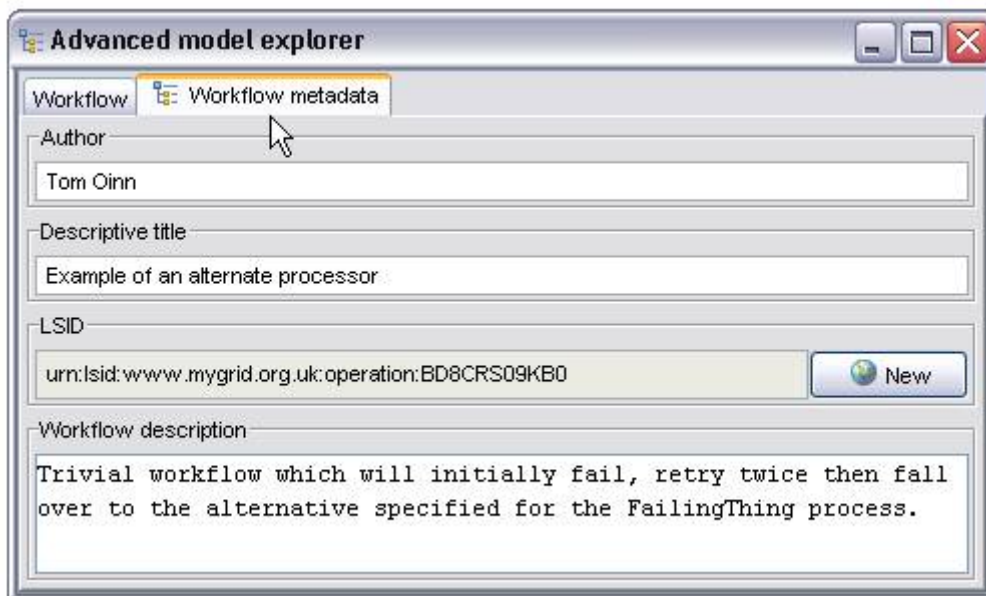 Advanced model explorer
Workflow
Workflow metadata
Author
Tom Oinn
Descriptive title
Example of an alternate processor
LSID
urn:lsid:www.mygrid.org.uk:operation:BD8CRS09KB0
New
Workflow description
Trivial workflow which will initially fail, retry twice then fall
over to the alternative specified for the FailingThing process.